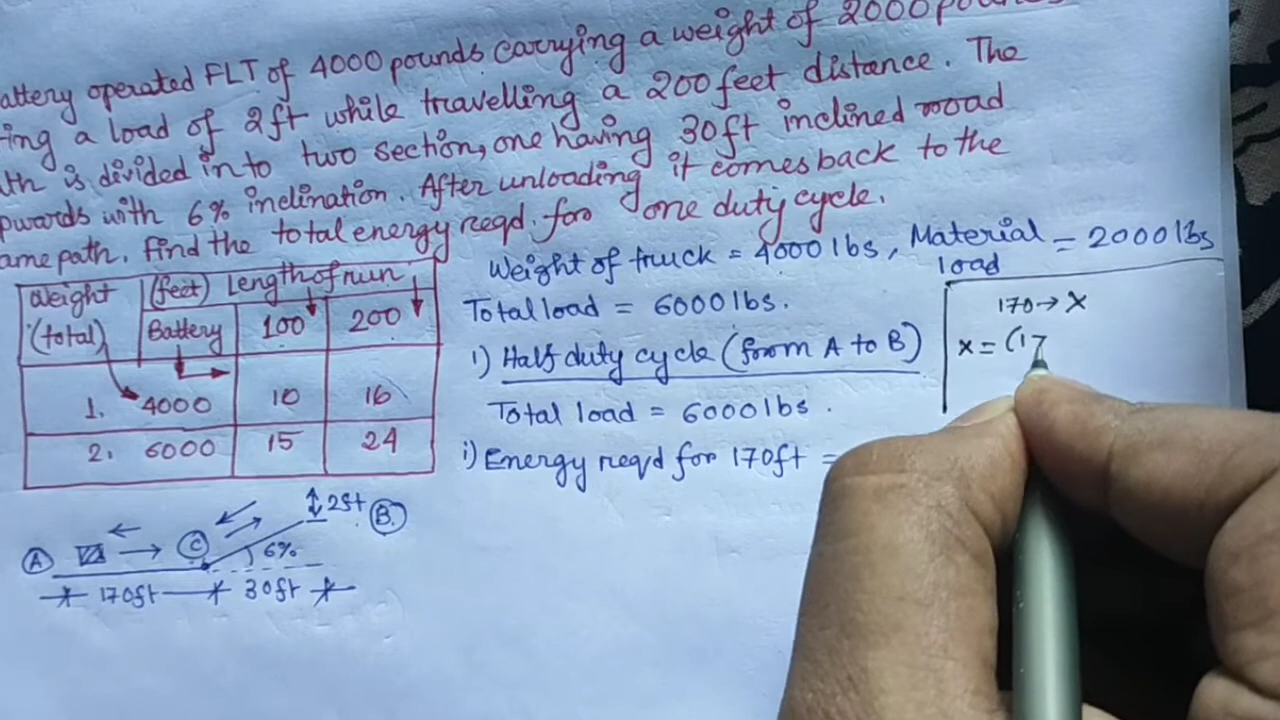 attery operated FLT of 4000 pounds carrying a weight of 2000
ing a load of 2ft while travelling a 200 feet distance. The
th is divided in to two section, one having 30ft inclined road
pwards with 6% inclination. After unloading it comes back to the
ame path. Find the total energy reqd. for one duty cycle.
Weight (total)
(feet) Length of run
Battery 100 200
1. 4000 10 16
2. 6000 15 24
A C 6% 2ft B.
170ft 30ft
Weight of truck = 4000 lbs, Material load = 2000 lbs
Total load = 6000 lbs.
1) Half duty cycle (from A to B)
Total load = 6000 lbs.
i) Energy reqd for 170ft =
170 → x
x = (17